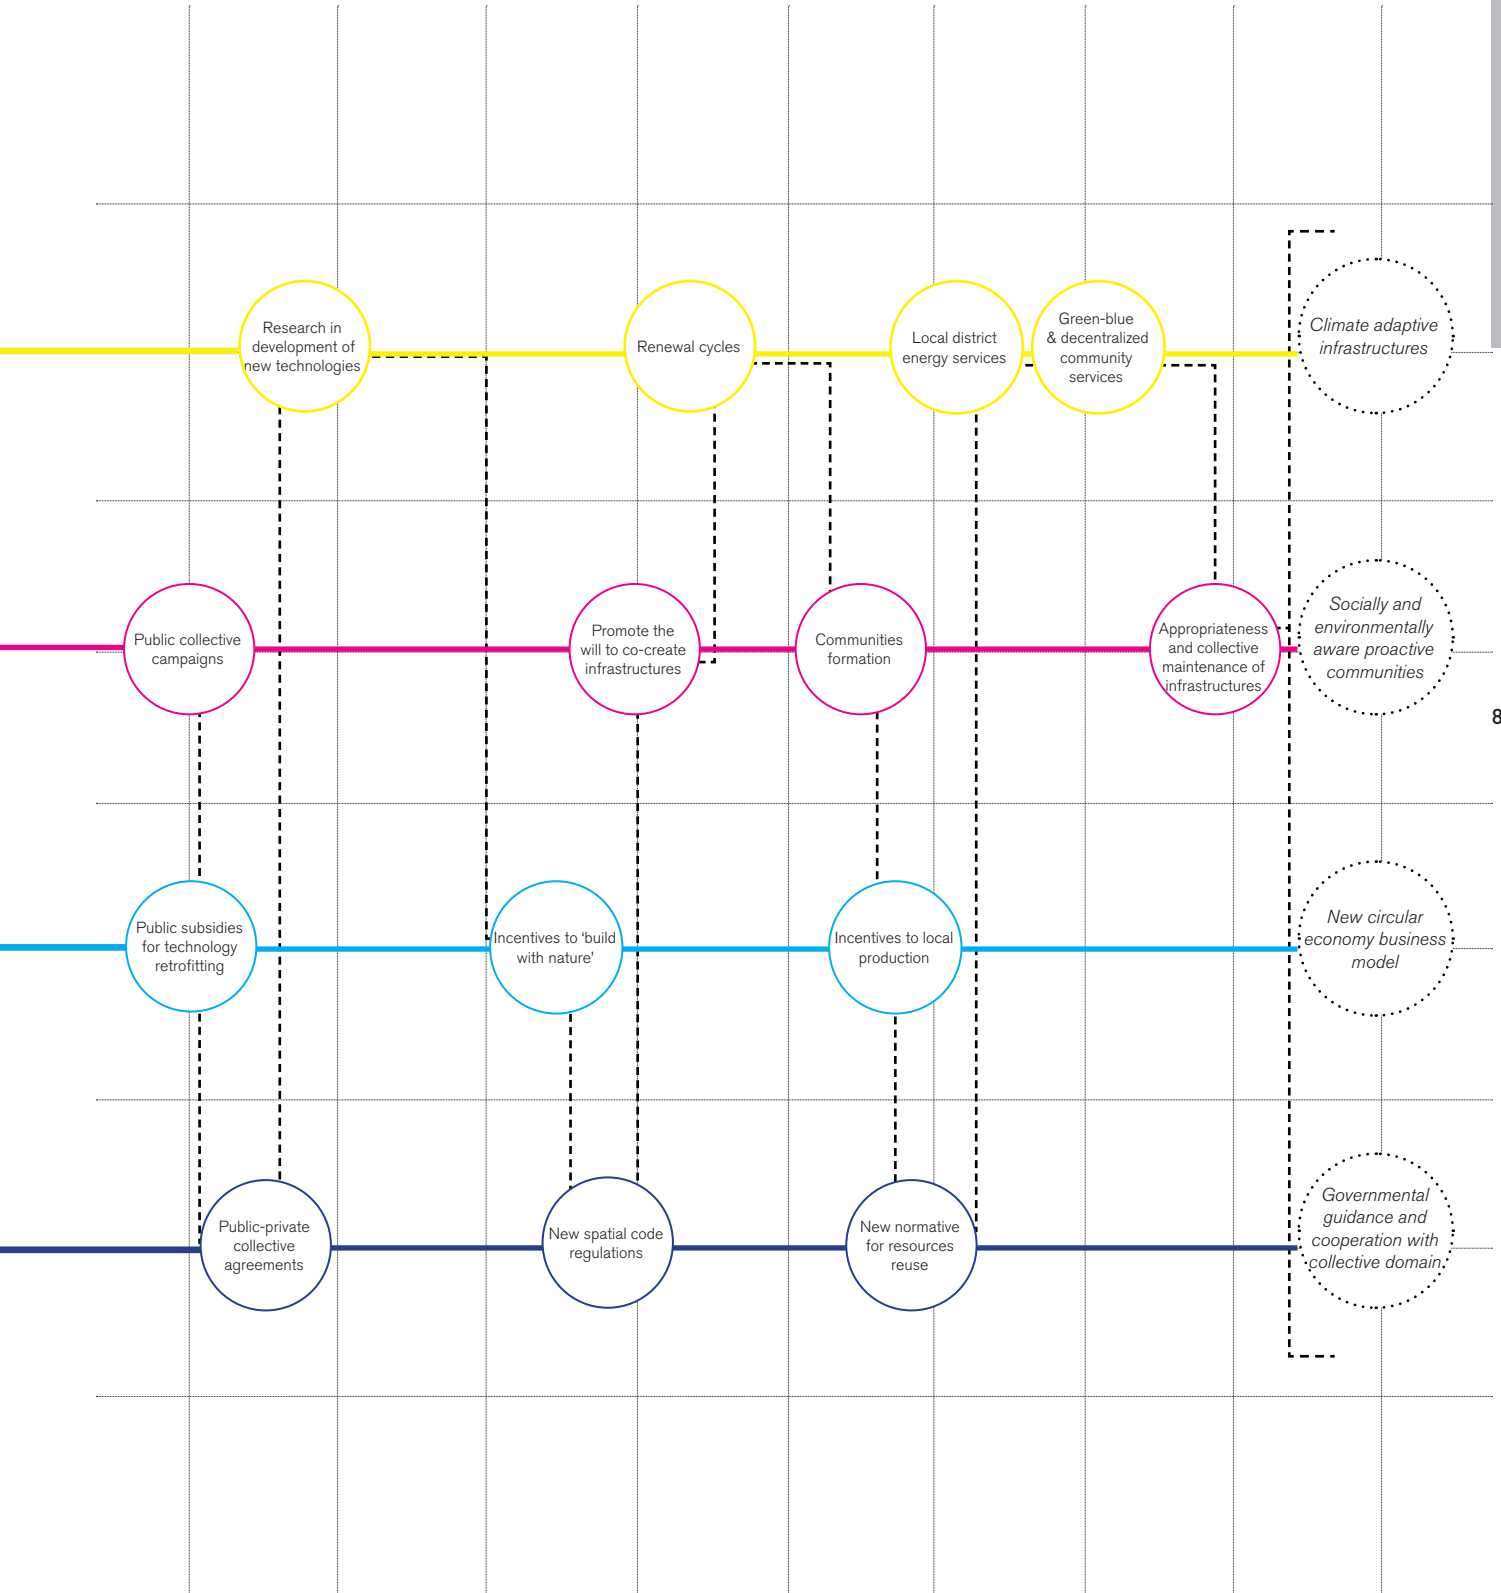 Research in
development of
new technologies
Renewal cycles
Local district
energy services
Green-blue
& decentralized
community
services
Climate adaptive
infrastructures
Public collective
campaigns
Promote the
will to co-create
infrastructures
Communities
formation
Appropriateness
and collective
maintenance of
infrastructures
Socially and
environmentally
aware proactive
communities
8
Public subsidies
for technology
retrofitting
Incentives to ‘build
with nature’
Incentives to local
production
New circular
economy business
model
Public-private
collective
agreements
New spatial code
regulations
New normative
for resources
reuse
Governmental
guidance and
cooperation with
collective domain